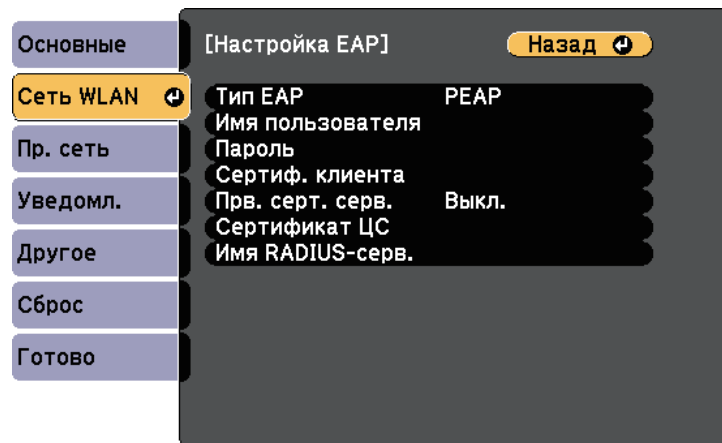 Основные
Сеть WLAN
Пр. сеть
Уведомл.
Другое
Сброс
Готово
[Настройка EAP]
Назад
Тип EAP PEAP
Имя пользователя
Пароль
Сертиф. клиента
Прв. серт. серв. Выкл.
Сертификат ЦС
Имя RADIUS-серв.